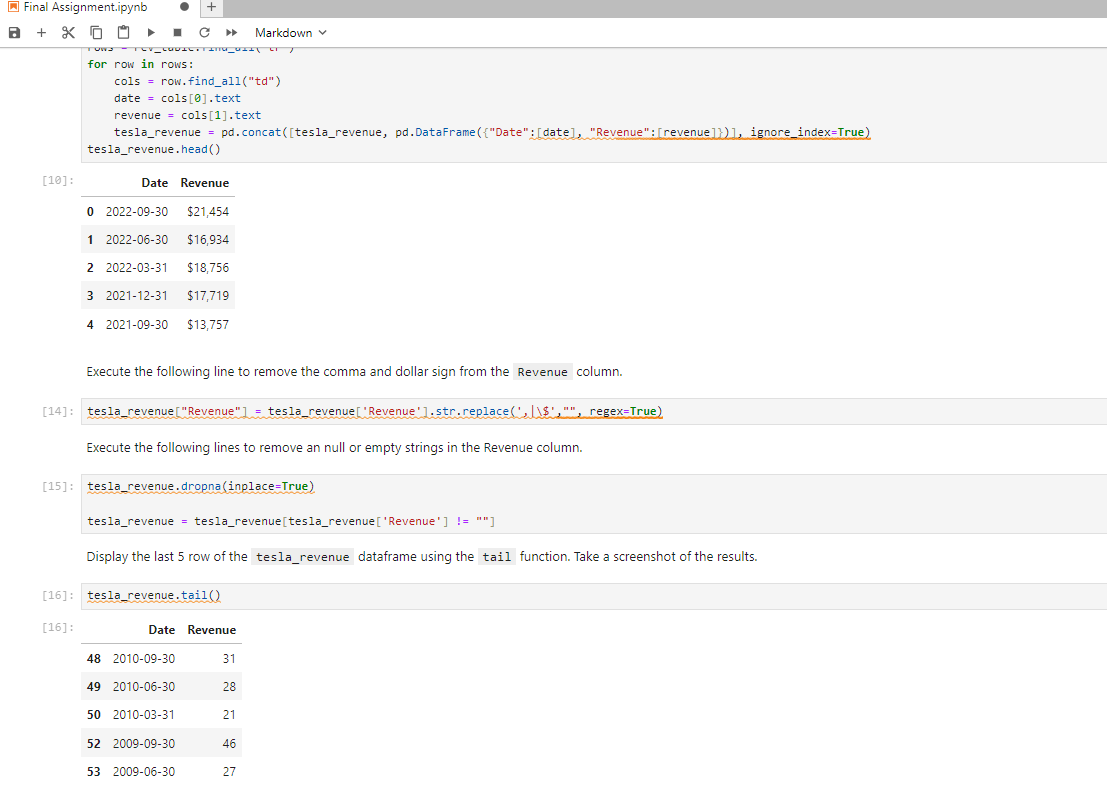 Final Assignment.ipynb
Markdown
rows = rev_table.find_all("tr")
for row in rows:
    cols = row.find_all("td")
    date = cols[0].text
    revenue = cols[1].text
    tesla_revenue = pd.concat([tesla_revenue, pd.DataFrame({"Date":[date], "Revenue":[revenue]})], ignore_index=True)
tesla_revenue.head()
[10]:
Date Revenue
0 2022-09-30 $21,454
1 2022-06-30 $16,934
2 2022-03-31 $18,756
3 2021-12-31 $17,719
4 2021-09-30 $13,757
Execute the following line to remove the comma and dollar sign from the Revenue column.
[14]: tesla_revenue["Revenue"] = tesla_revenue['Revenue'].str.replace(',|\$',"", regex=True)
Execute the following lines to remove an null or empty strings in the Revenue column.
[15]: tesla_revenue.dropna(inplace=True)
tesla_revenue = tesla_revenue[tesla_revenue['Revenue'] != ""]
Display the last 5 row of the tesla_revenue dataframe using the tail function. Take a screenshot of the results.
[16]: tesla_revenue.tail()
[16]:
Date Revenue
48 2010-09-30 31
49 2010-06-30 28
50 2010-03-31 21
52 2009-09-30 46
53 2009-06-30 27